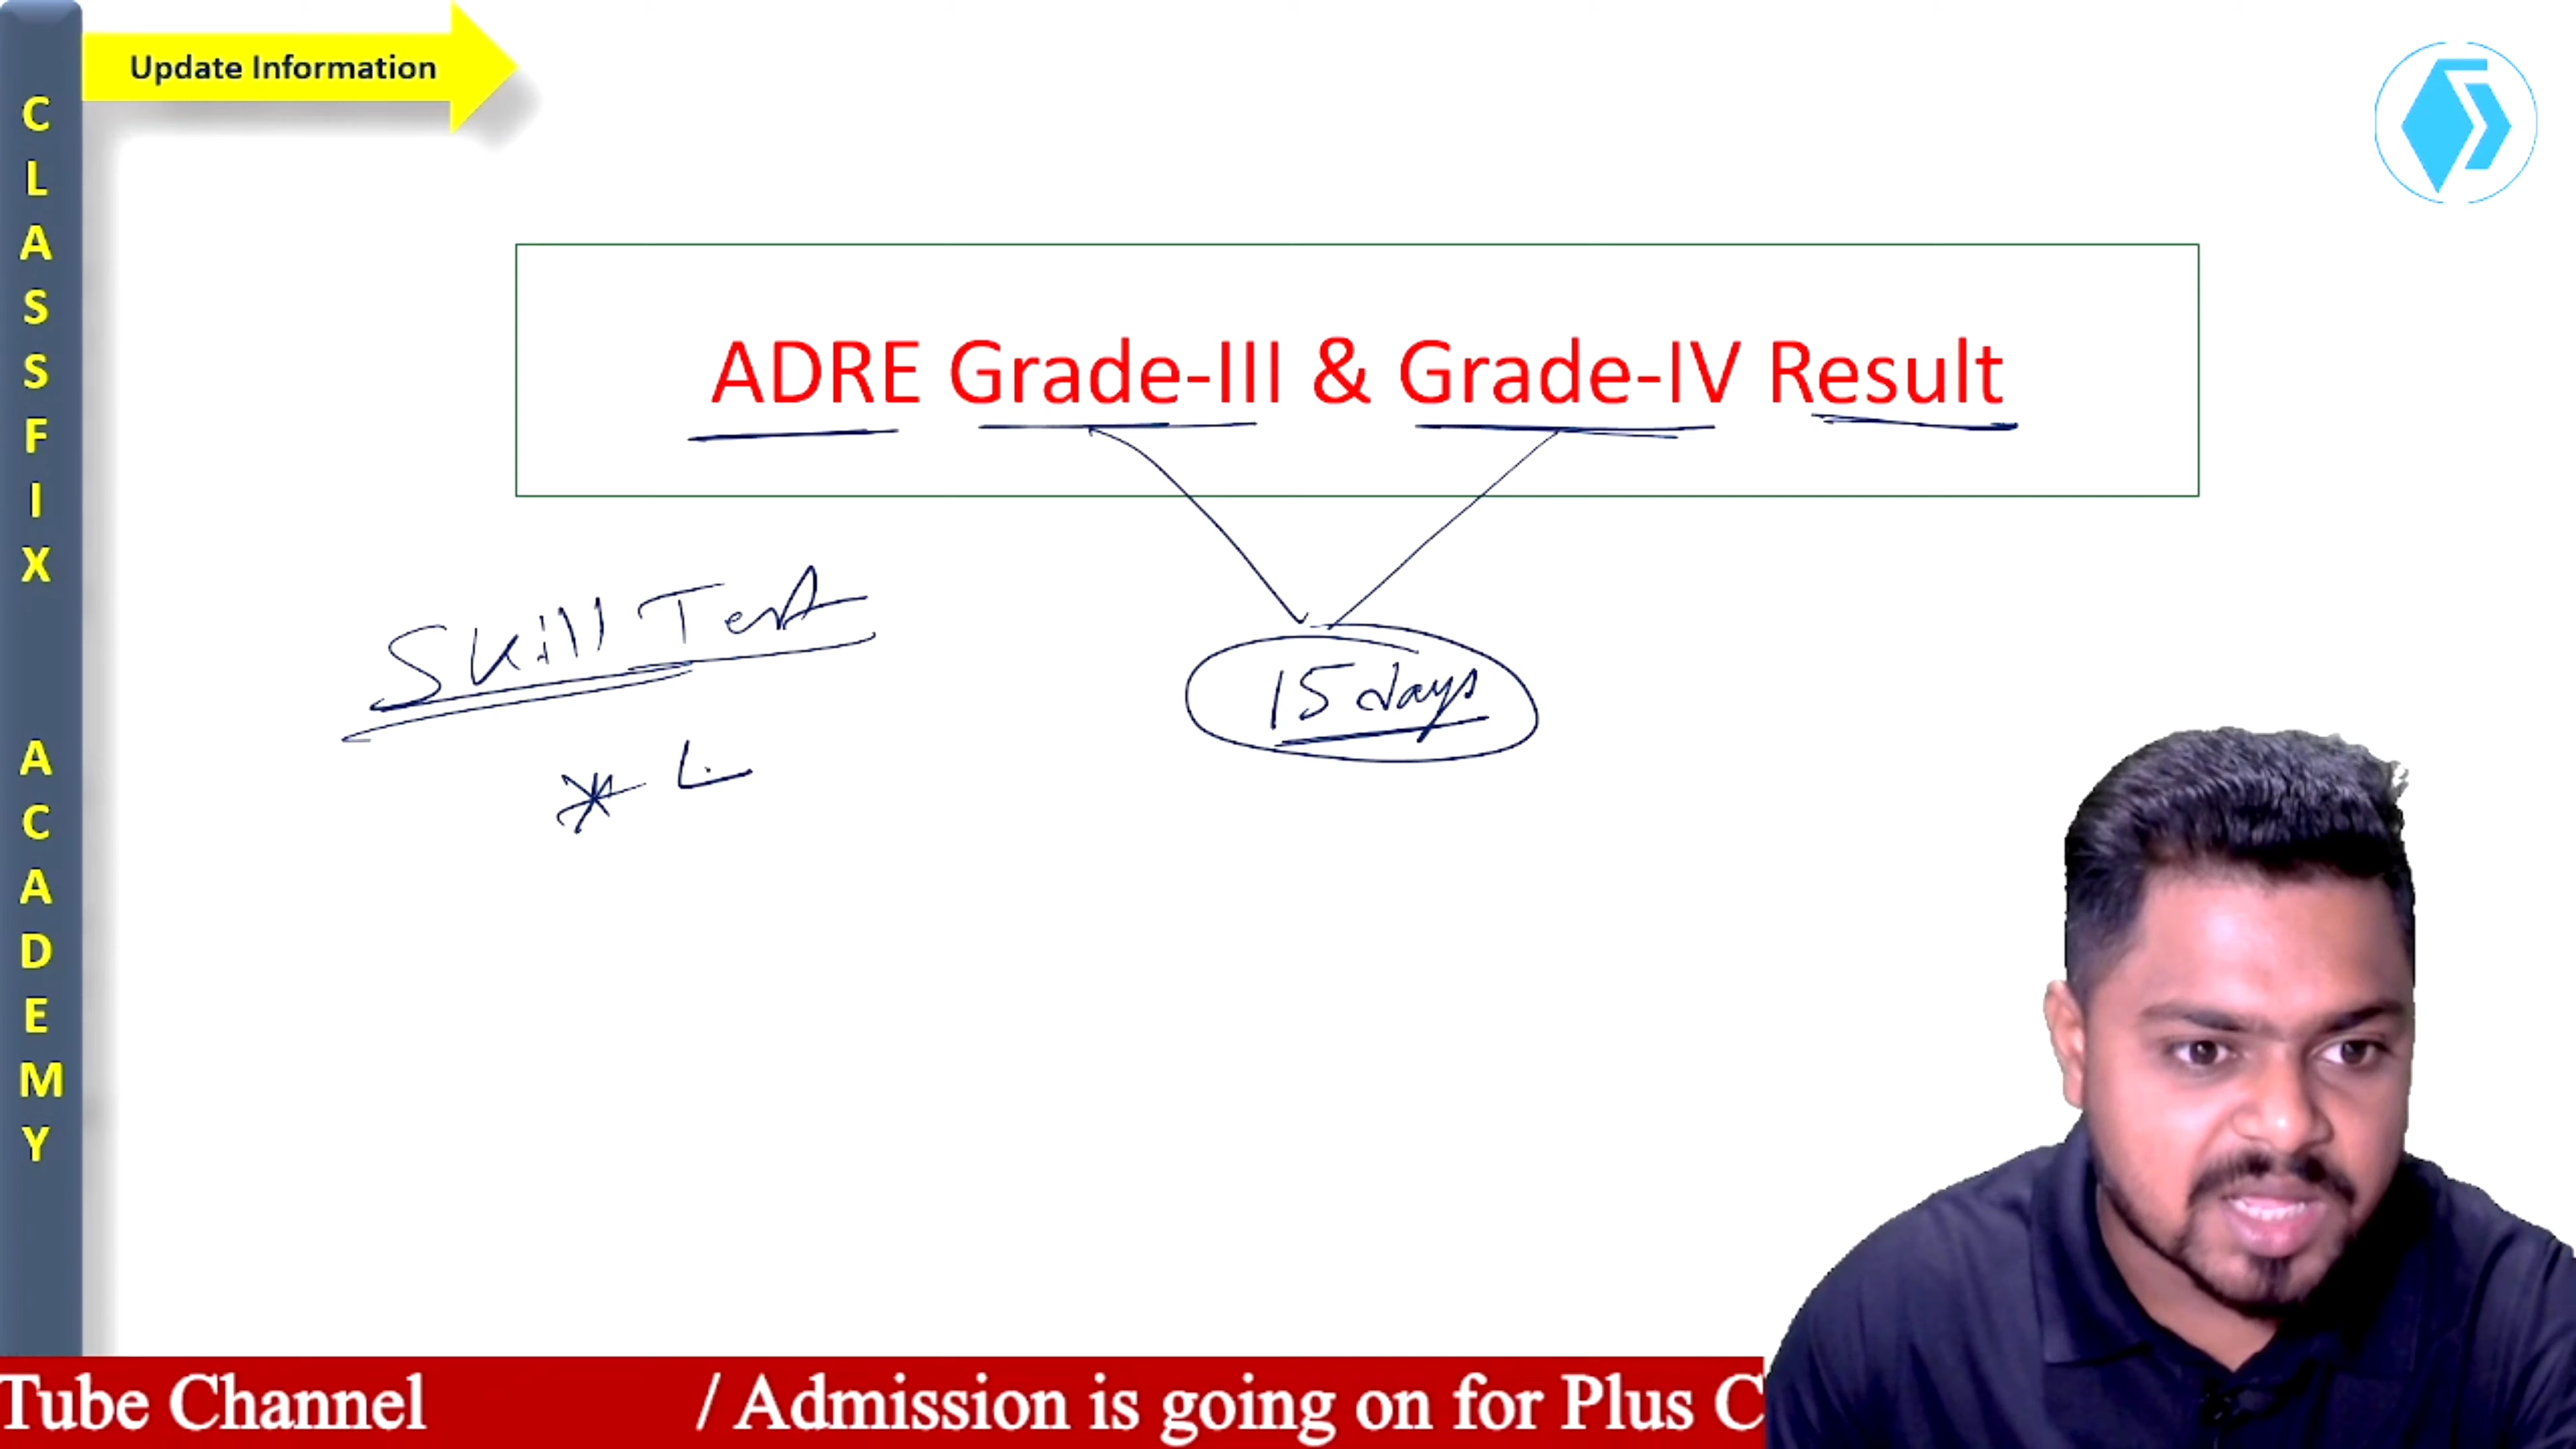 Update Information
CLASSFIX ACADEMY
ADRE Grade-III & Grade-IV Result
Skill Test
15 days
* L
Tube Channel / Admission is going on for Plus C